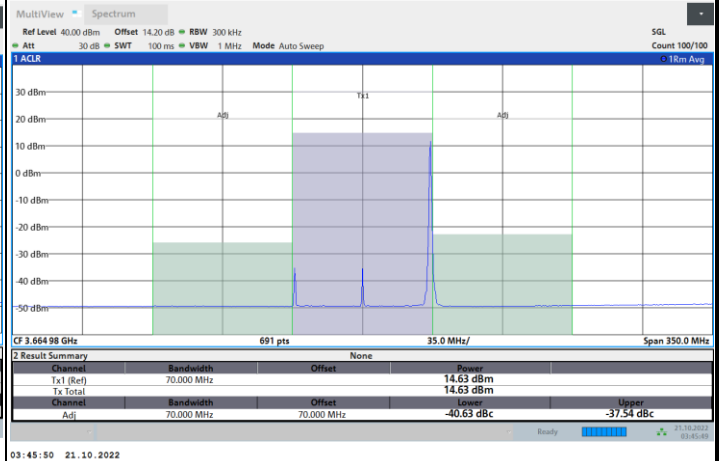 MultiView Spectrum
Ref Level 40.00 dBm Offset 14.20 dB RBW 300 kHz SGL
Att 30 dB SWT 100 ms VBW 1 MHz Mode Auto Sweep Count 100/100
1 ACLR 1Rm Avg
30 dBm
Tx1
20 dBm
Adj Adj
10 dBm
0 dBm
-10 dBm
-20 dBm
-30 dBm
-40 dBm
-50 dBm
CF 3.664 98 GHz 691 pts 35.0 MHz/ Span 350.0 MHz
2 Result Summary None
Channel Bandwidth Offset Power
Tx1 (Ref) 70.000 MHz 14.63 dBm
Tx Total 14.63 dBm
Channel Bandwidth Offset Lower Upper
Adj 70.000 MHz 70.000 MHz -40.63 dBc -37.54 dBc
Ready 21.10.2022
03:45:49
03:45:50 21.10.2022